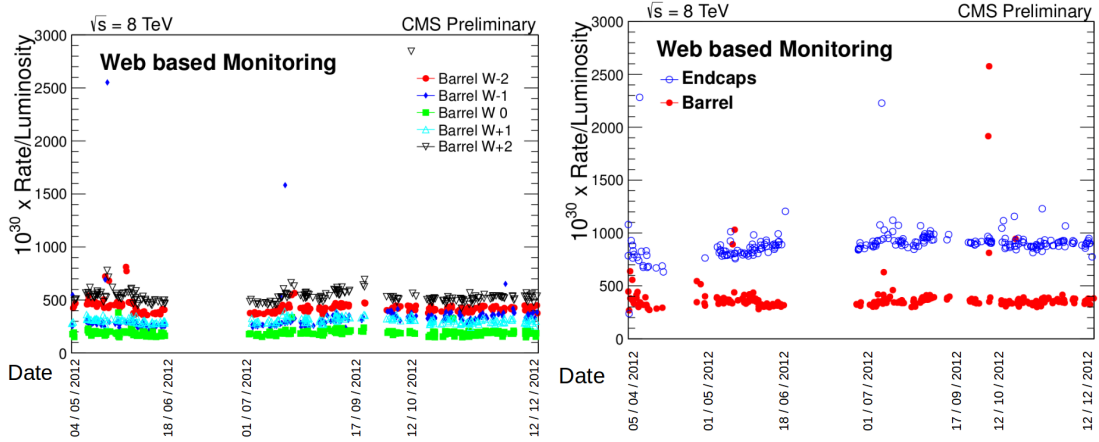 √s = 8 TeV CMS Preliminary
Web based Monitoring
Barrel W-2
Barrel W-1
Barrel W 0
Barrel W+1
Barrel W+2
10^30 x Rate/Luminosity
3000
2500
2000
1500
1000
500
0
Date
04 / 05 / 2012
18 / 06 / 2012
01 / 07 / 2012
17 / 09 / 2012
12 / 10 / 2012
12 / 12 / 2012
√s = 8 TeV CMS Preliminary
Web based Monitoring
Endcaps
Barrel
10^30 x Rate/Luminosity
3000
2500
2000
1500
1000
500
0
Date
05 / 04 / 2012
01 / 05 / 2012
18 / 06 / 2012
01 / 07 / 2012
17 / 09 / 2012
12 / 10 / 2012
12 / 12 / 2012